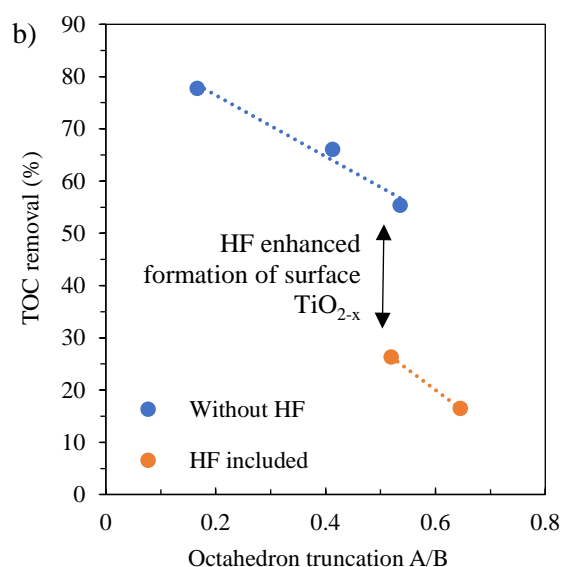 b)
TOC removal (%)
90
80
70
60
50
40
30
20
10
0
HF enhanced
formation of surface
TiO2-x
Without HF
HF included
0
0.2
0.4
0.6
0.8
Octahedron truncation A/B